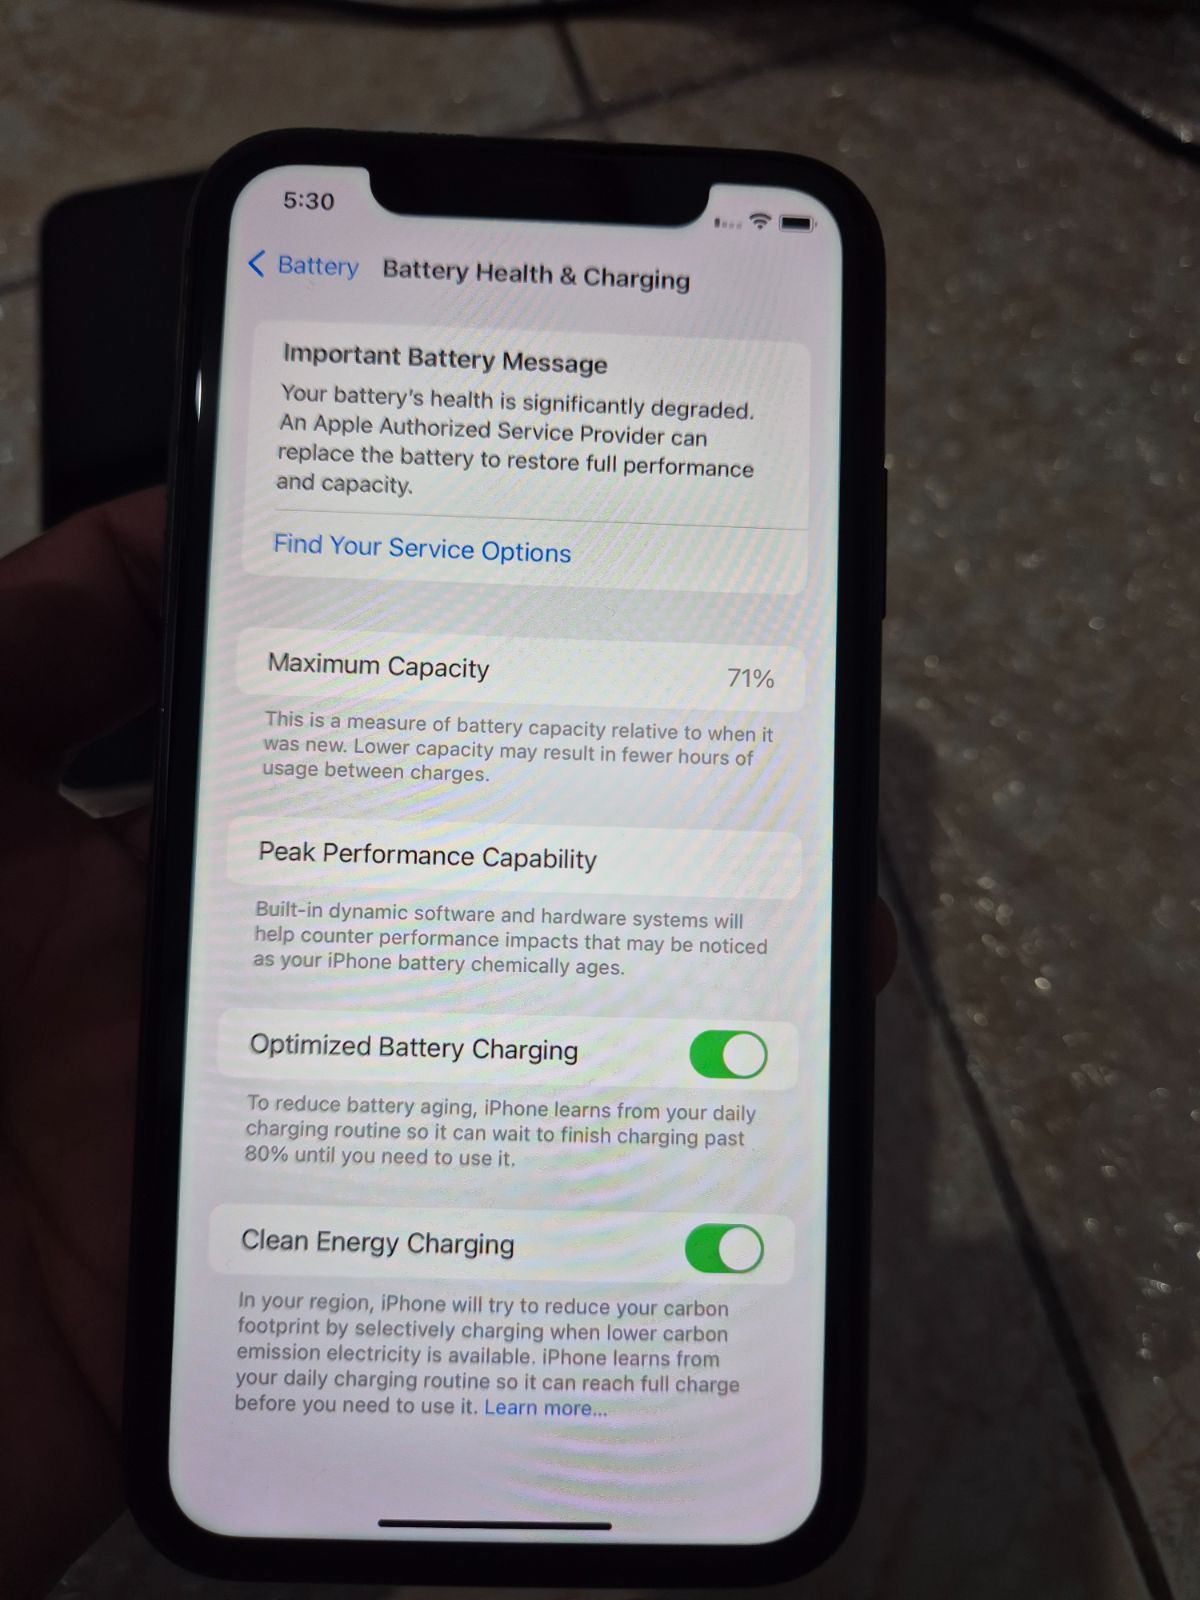 5:30
Battery Battery Health & Charging
Important Battery Message
Your battery's health is significantly degraded.
An Apple Authorized Service Provider can
replace the battery to restore full performance
and capacity.
Find Your Service Options
Maximum Capacity 71%
This is a measure of battery capacity relative to when it
was new. Lower capacity may result in fewer hours of
usage between charges.
Peak Performance Capability
Built-in dynamic software and hardware systems will
help counter performance impacts that may be noticed
as your iPhone battery chemically ages.
Optimized Battery Charging
To reduce battery aging, iPhone learns from your daily
charging routine so it can wait to finish charging past
80% until you need to use it.
Clean Energy Charging
In your region, iPhone will try to reduce your carbon
footprint by selectively charging when lower carbon
emission electricity is available. iPhone learns from
your daily charging routine so it can reach full charge
before you need to use it. Learn more...